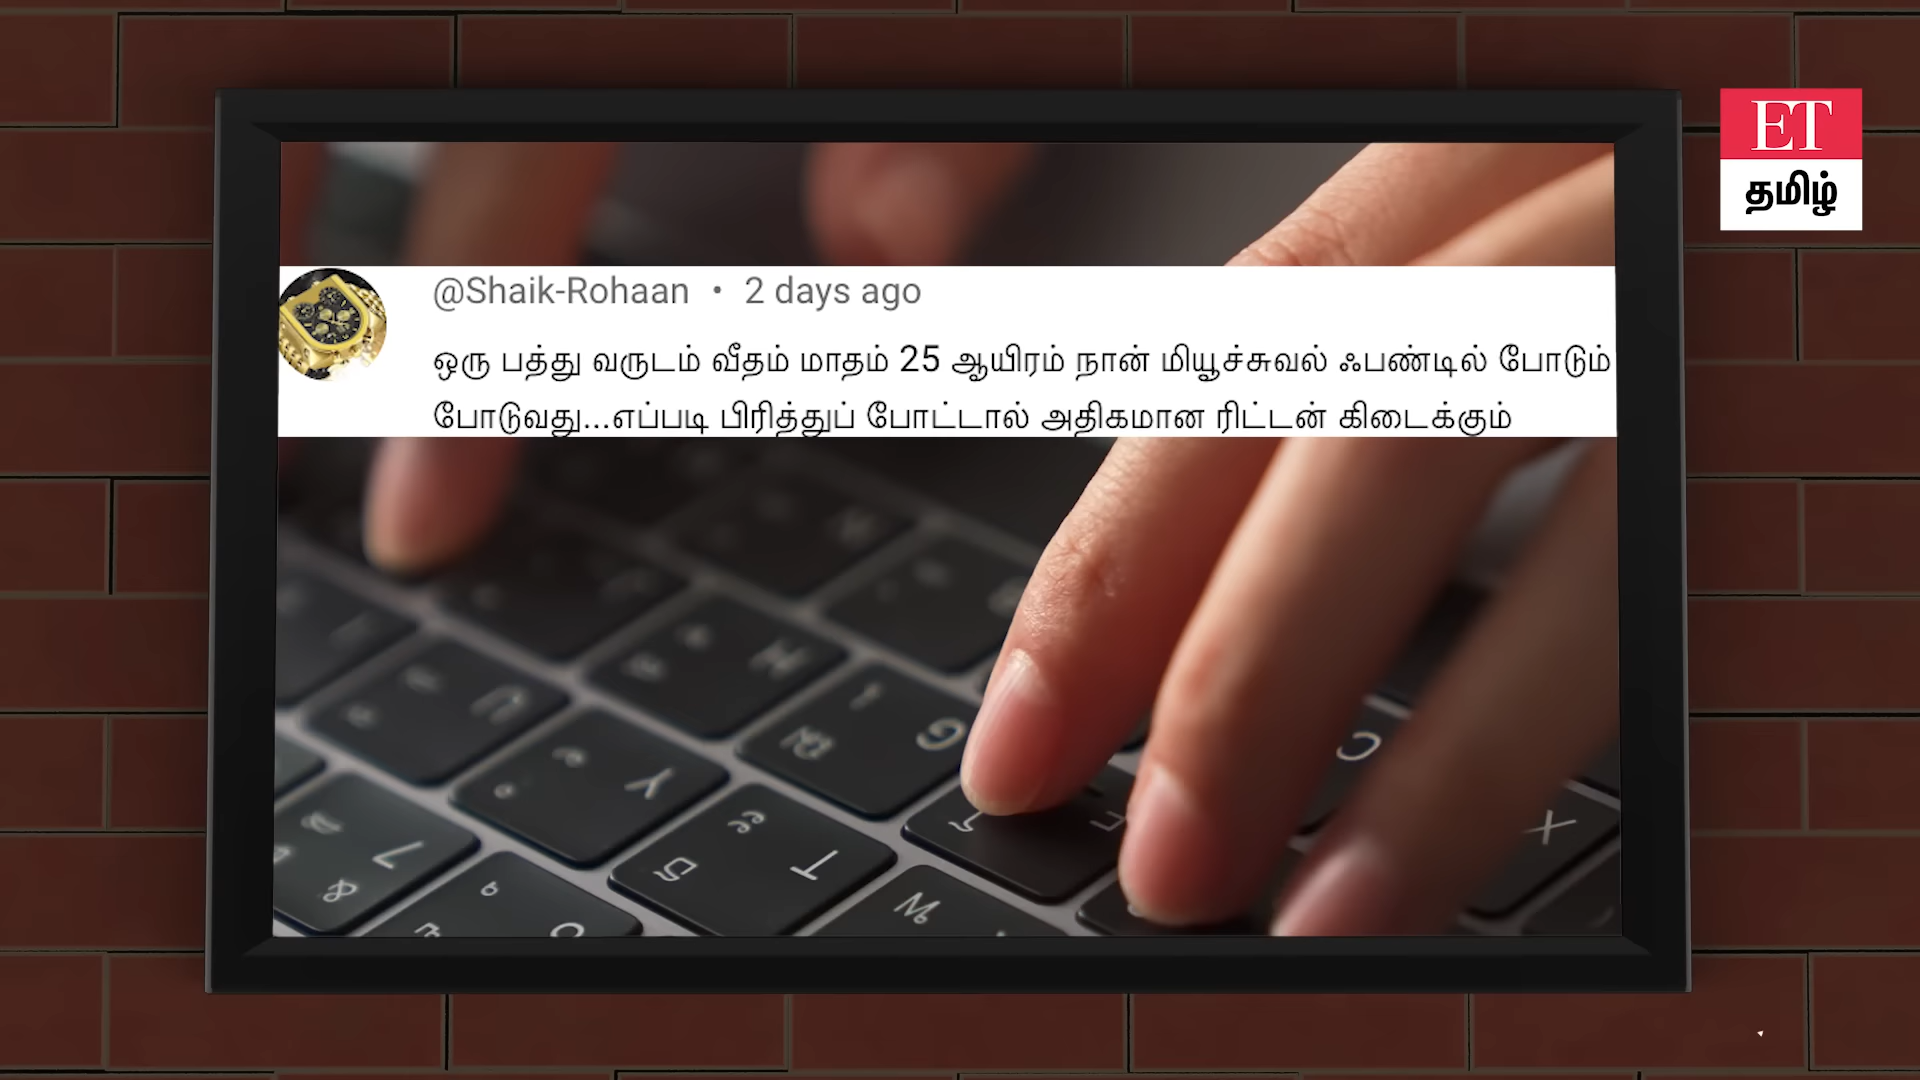 ET
தமிழ்
@Shaik-Rohaan • 2 days ago
ஒரு பத்து வருடம் வீதம் மாதம் 25 ஆயிரம் நான் மியூச்சுவல் ஃபண்டில் போடும்
போடுவது...எப்படி பிரித்துப் போட்டால் அதிகமான ரிட்டன் கிடைக்கும்